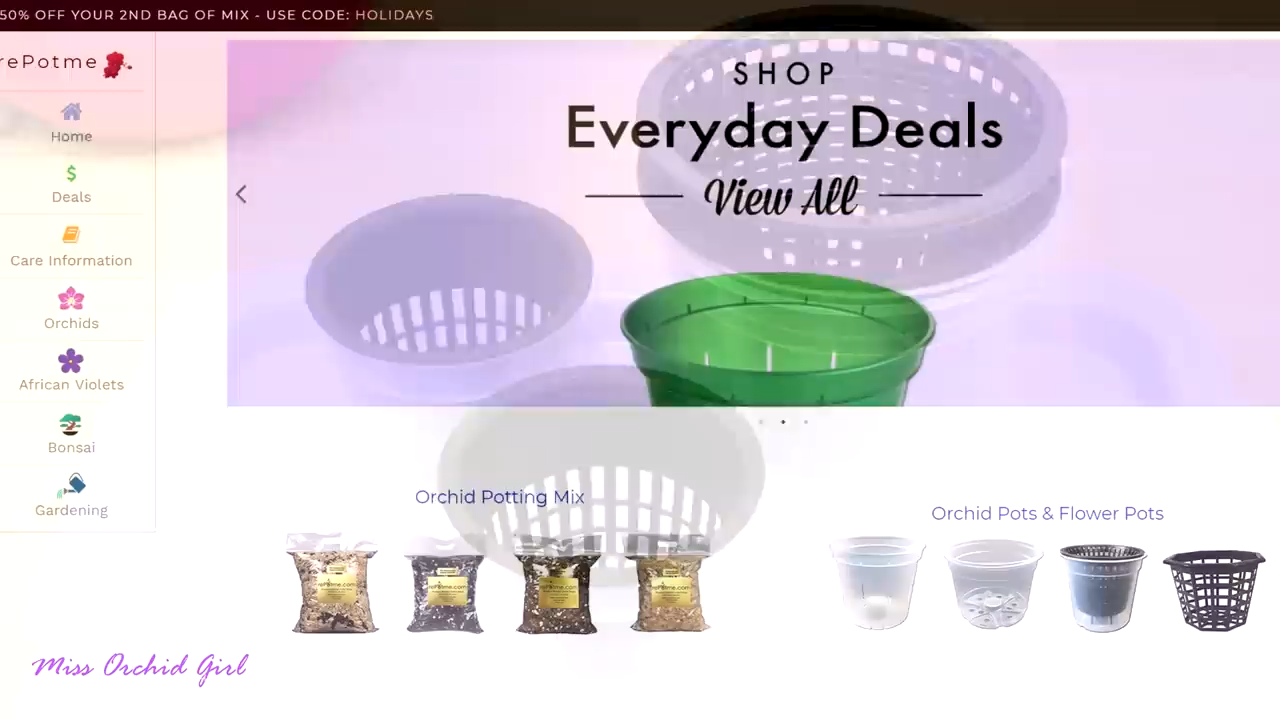 50% OFF YOUR 2ND BAG OF MIX - USE CODE: HOLIDAYS
rePotme
Home
Deals
Care Information
Orchids
African Violets
Bonsai
Gardening
SHOP
Everyday Deals
View All
Orchid Potting Mix
Orchid Pots & Flower Pots
Miss Orchid Girl